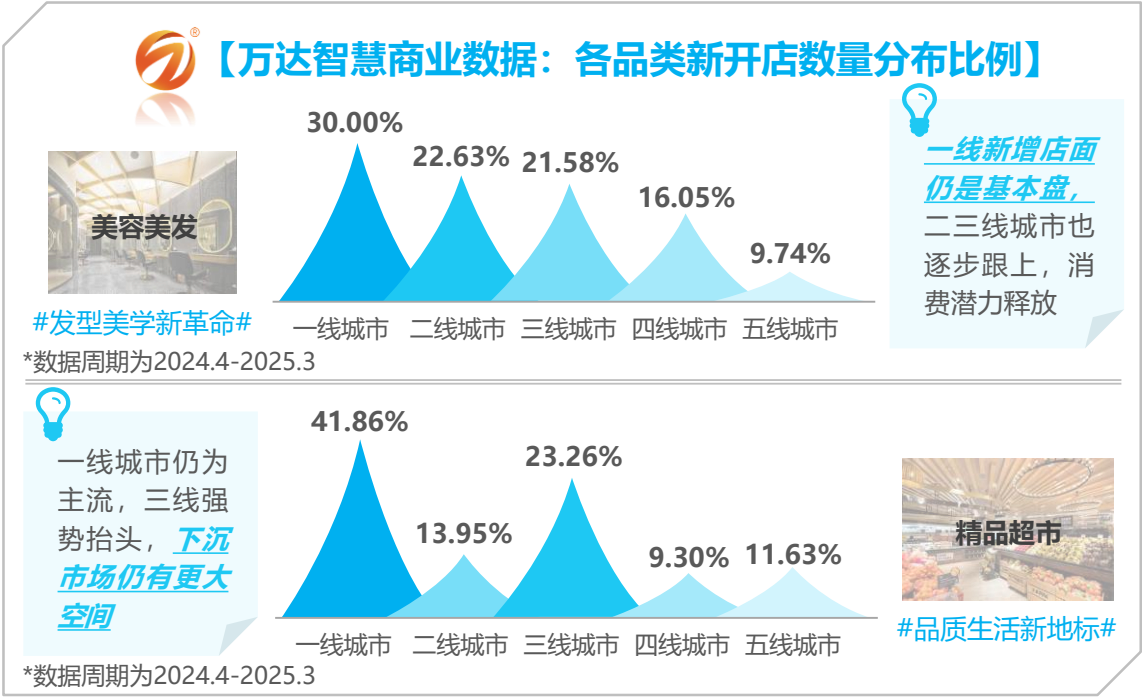 【万达智慧商业数据：各品类新开店数量分布比例】
®
美容美发
#发型美学新革命#
30.00%
22.63%
21.58%
16.05%
9.74%
一线城市 二线城市 三线城市 四线城市 五线城市
一线新增店面
仍是基本盘，
二三线城市也
逐步跟上，消
费潜力释放
*数据周期为2024.4-2025.3
一线城市仍为
主流，三线强
势抬头，下沉
市场仍有更大
空间
41.86%
13.95%
23.26%
9.30%
11.63%
一线城市 二线城市 三线城市 四线城市 五线城市
精品超市
#品质生活新地标#
*数据周期为2024.4-2025.3